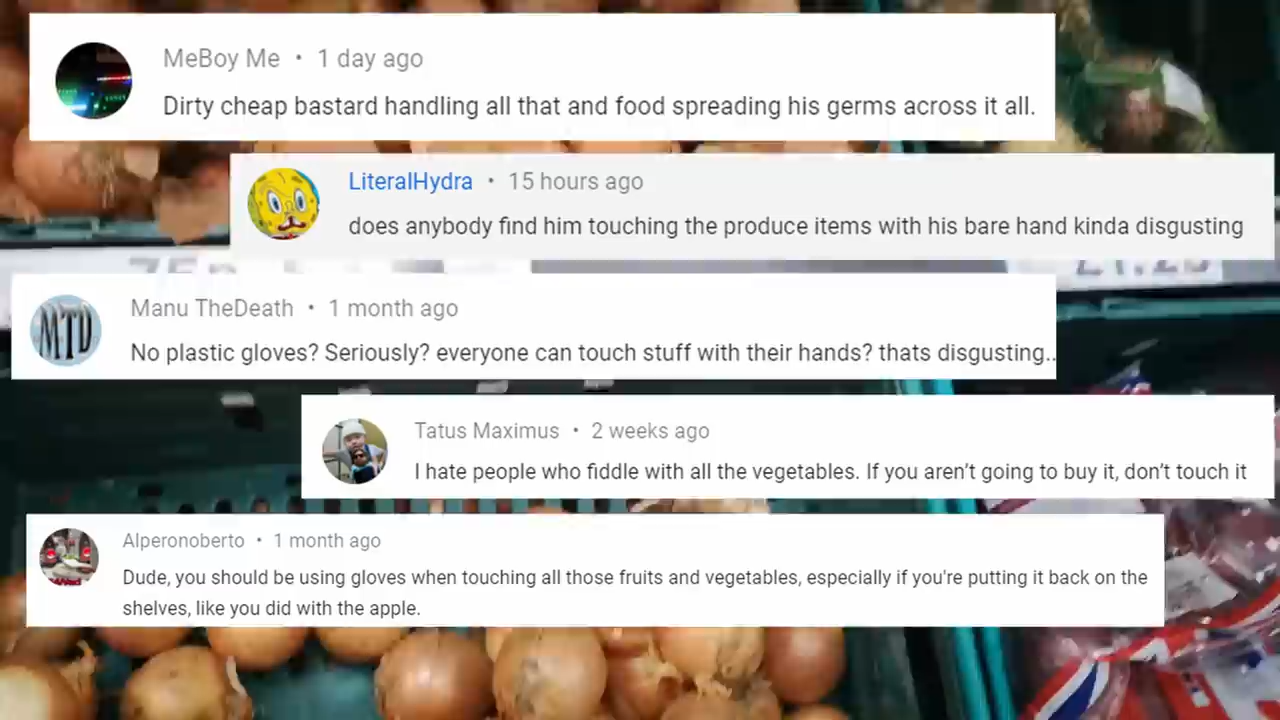 MeBoy Me • 1 day ago
Dirty cheap bastard handling all that and food spreading his germs across it all.
LiteralHydra • 15 hours ago
does anybody find him touching the produce items with his bare hand kinda disgusting
MTD
Manu TheDeath • 1 month ago
No plastic gloves? Seriously? everyone can touch stuff with their hands? thats disgusting..
Tatus Maximus • 2 weeks ago
I hate people who fiddle with all the vegetables. If you aren’t going to buy it, don’t touch it
Alperonoberto • 1 month ago
Dude, you should be using gloves when touching all those fruits and vegetables, especially if you're putting it back on the
shelves, like you did with the apple.